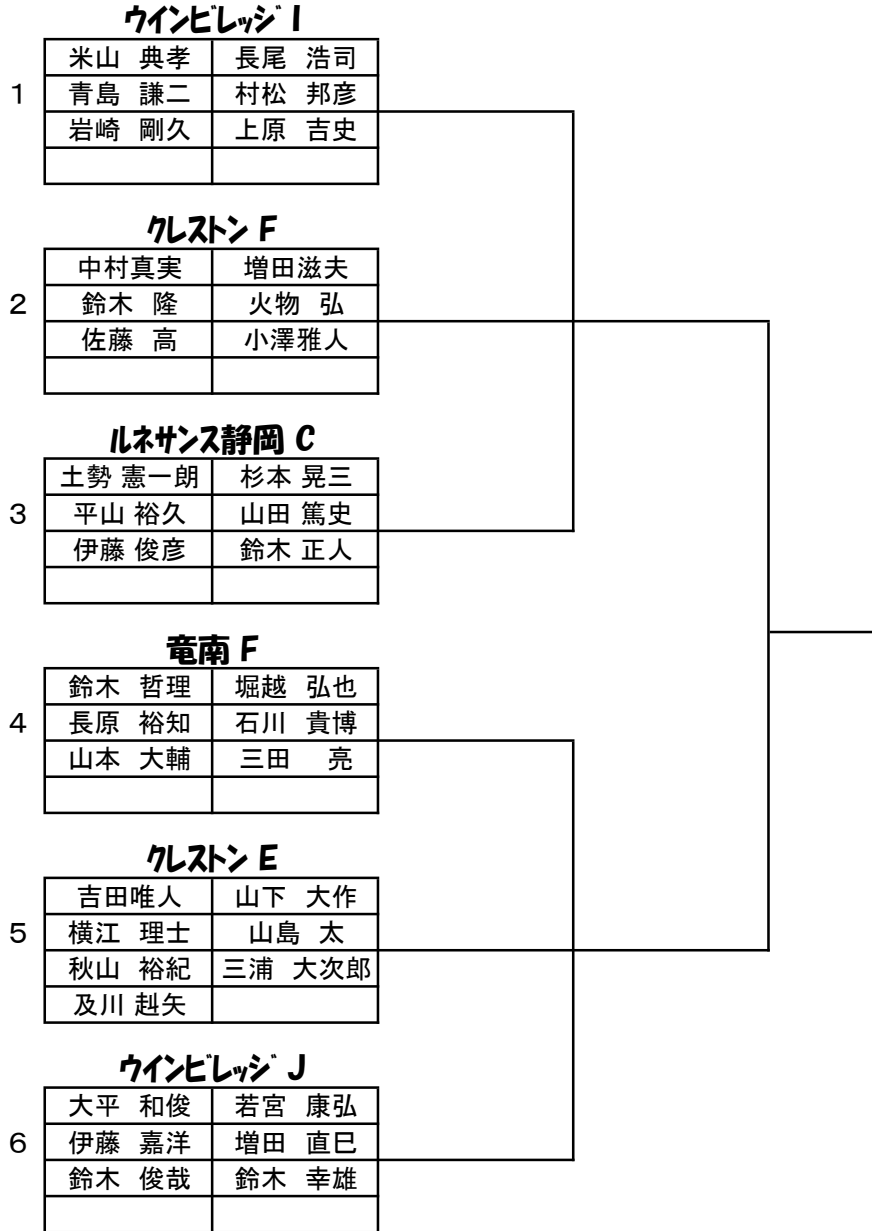 ウインビレッジ I
米山 典孝 長尾 浩司
1 青島 謙二 村松 邦彦
岩崎 剛久 上原 吉史
クレストン F
中村真実 増田滋夫
2 鈴木 隆 火物 弘
佐藤 高 小澤雅人
ルネサンス静岡 C
土勢 憲一朗 杉本 晃三
3 平山 裕久 山田 篤史
伊藤 俊彦 鈴木 正人
竜南 F
鈴木 哲理 堀越 弘也
4 長原 裕知 石川 貴博
山本 大輔 三田 亮
クレストン E
吉田唯人 山下 大作
5 横江 理士 山島 太
秋山 裕紀 三浦 大次郎
及川 赳矢
ウインビレッジ J
大平 和俊 若宮 康弘
6 伊藤 嘉洋 増田 直巳
鈴木 俊哉 鈴木 幸雄